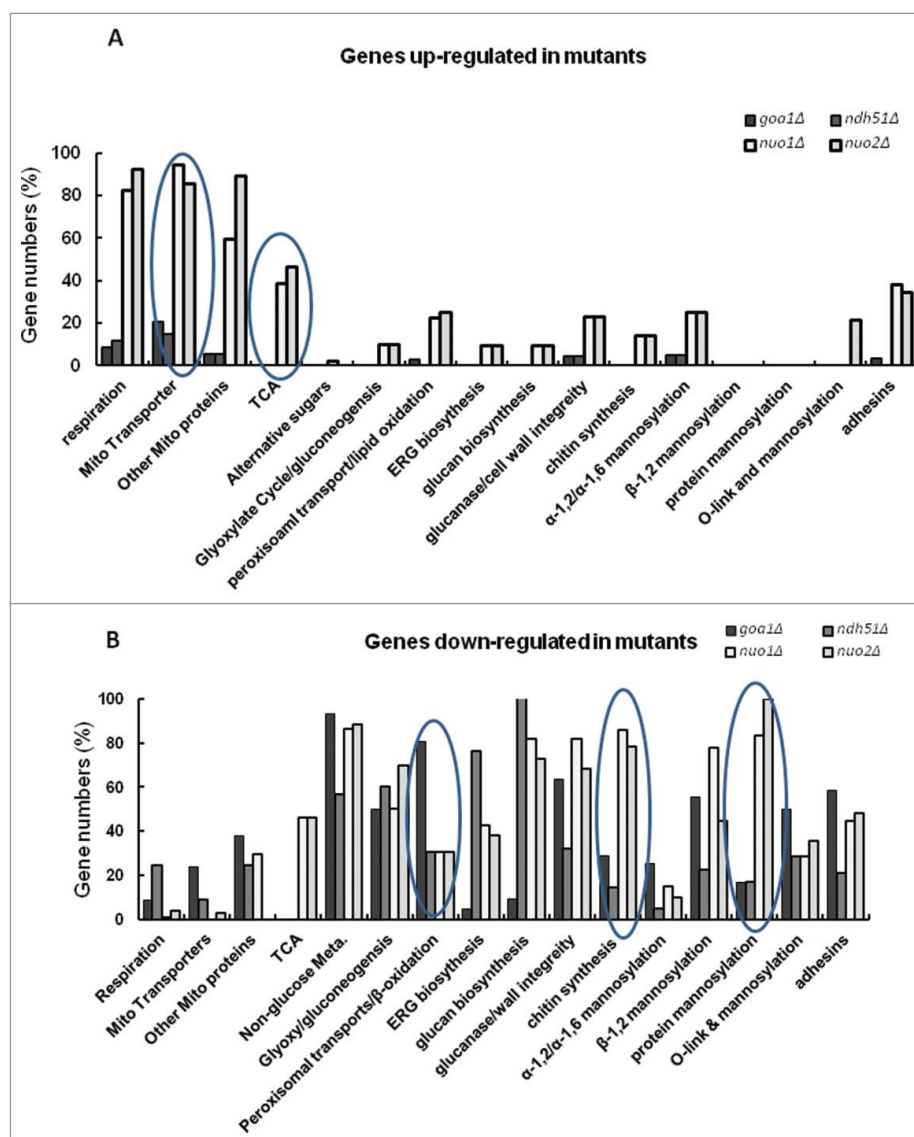 A
Genes up-regulated in mutants
goa1Δ ndh51Δ
nuo1Δ nuo2Δ
Gene numbers (%)
100
80
60
40
20
0
respiration
Mito Transporter
Other Mito proteins
TCA
Alternative sugars
Glyoxylate Cycle/gluconeogensis
peroxisoaml transport/lipid oxidation
ERG biosythesis
glucan biosynthesis
glucanase/cell wall integrity
chitin synthesis
α-1,2/α-1,6 mannosylation
β-1,2 mannosylation
protein mannosylation
O-link and mannosylation
adhesins
B
Genes down-regulated in mutants
goa1Δ ndh51Δ
nuo1Δ nuo2Δ
Gene numbers (%)
100
80
60
40
20
0
Respiration
Mito Transporters
Other Mito proteins
TCA
Non-glucose Meta.
Glyoxy/gluconeogensis
Peroxisomal transports/β-oxidation
ERG biosythesis
glucan biosynthesis
glucanase/wall integrity
chitin synthesis
α-1,2/α-1,6 mannosylation
β-1,2 mannosylation
protein mannosylation
O-link & mannosylation
adhesins